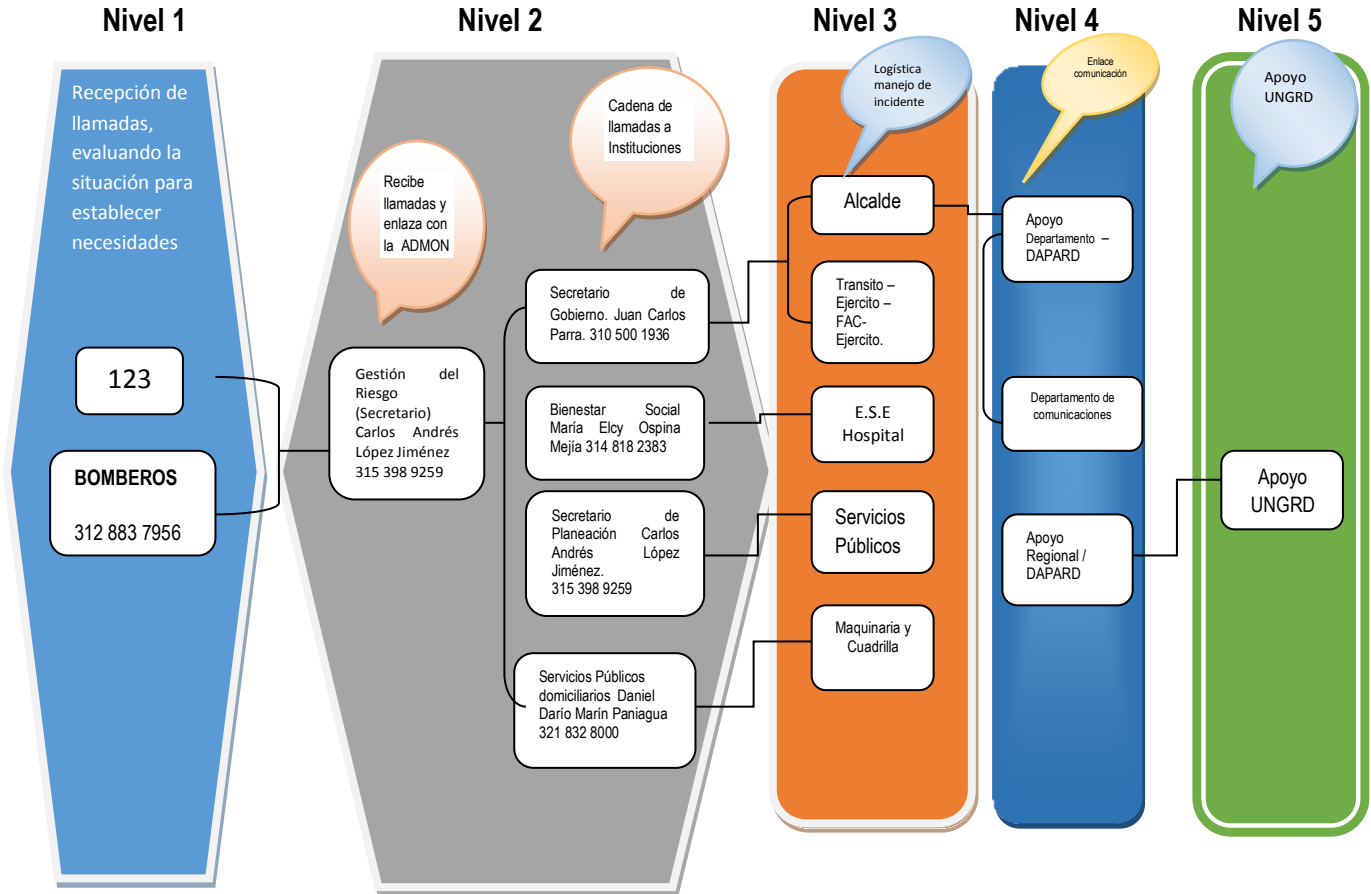 Nivel 1
Nivel 2
Nivel 3
Nivel 4
Nivel 5
Recepción de
llamadas,
evaluando la
situación para
establecer
necesidades
123
BOMBEROS
312 883 7956
Recibe
llamadas y
enlaza con
la ADMON
Cadena de
llamadas a
Instituciones
Gestión del
Riesgo
(Secretario)
Carlos Andrés
López Jiménez
315 398 9259
Secretario de
Gobierno. Juan Carlos
Parra. 310 500 1936
Bienestar Social
María Elcy Ospina
Mejía 314 818 2383
Secretario de
Planeación Carlos
Andrés López
Jiménez.
315 398 9259
Servicios Públicos
domiciliarios Daniel
Darío Marín Paniagua
321 832 8000
Logística
manejo de
incidente
Alcalde
Transito –
Ejercito –
FAC-
Ejercito.
E.S.E
Hospital
Servicios
Públicos
Maquinaria y
Cuadrilla
Enlace
comunicación
Apoyo
Departamento –
DAPARD
Departamento de
comunicaciones
Apoyo
Regional /
DAPARD
Apoyo
UNGRD
Apoyo
UNGRD